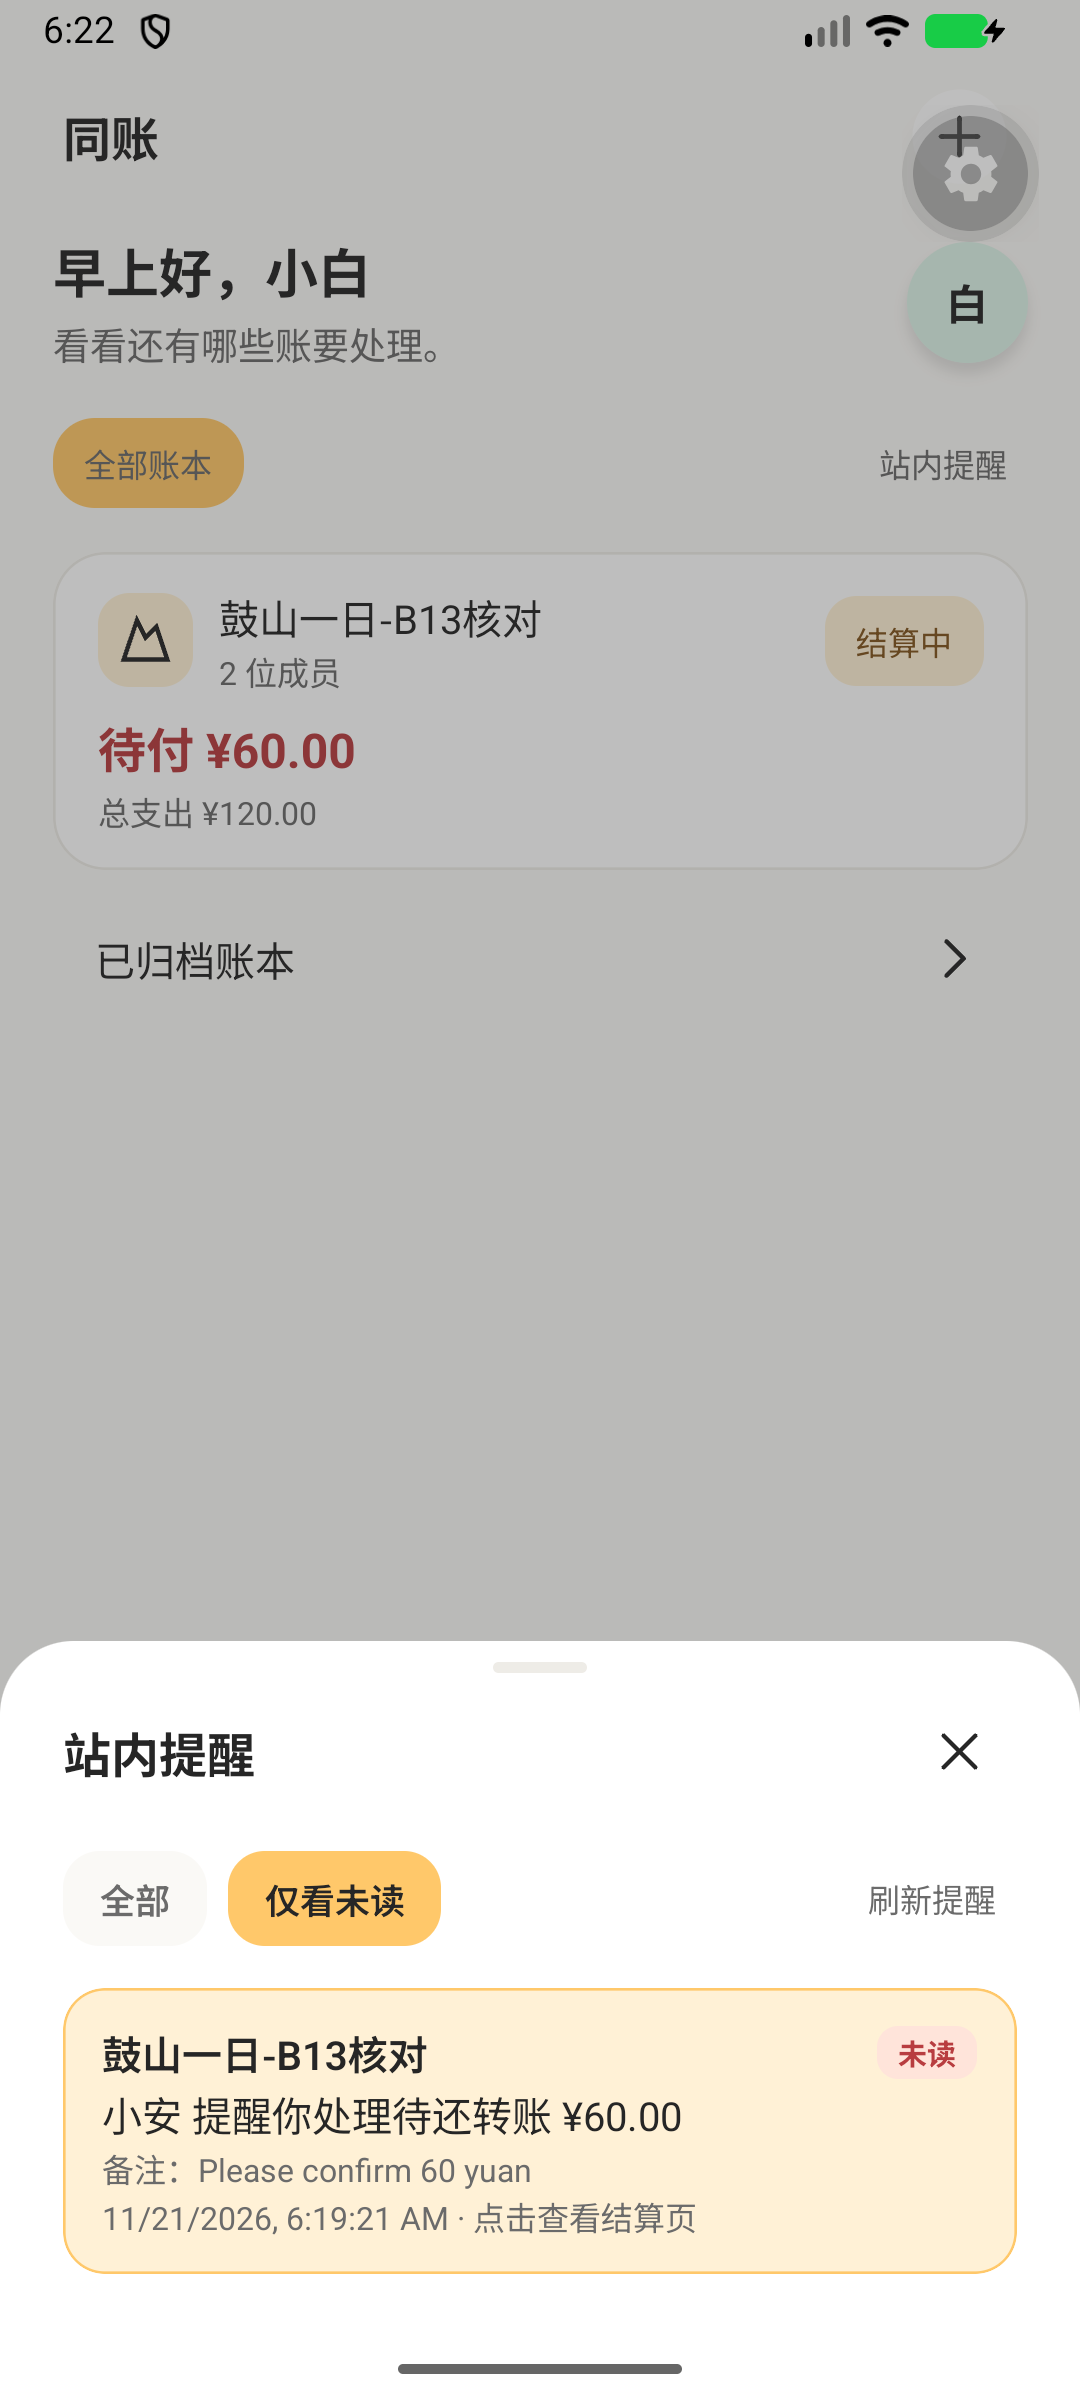 6:22
同账
早上好，小白
看看还有哪些账要处理。
白
全部账本
站内提醒
鼓山一日-B13核对
2 位成员
结算中
待付 ¥60.00
总支出 ¥120.00
已归档账本
站内提醒
全部
仅看未读
刷新提醒
鼓山一日-B13核对
未读
小安 提醒你处理待还转账 ¥60.00
备注：Please confirm 60 yuan
11/21/2026, 6:19:21 AM · 点击查看结算页